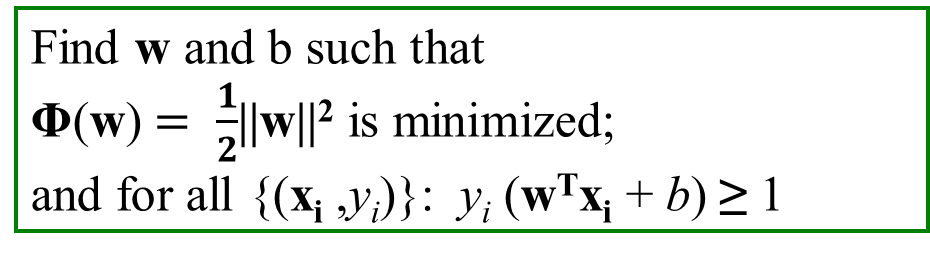 Find w and b such that
Φ(w) = ½||w||² is minimized;
and for all {(xᵢ ,yᵢ)}: yᵢ (wᵀxᵢ + b) ≥ 1